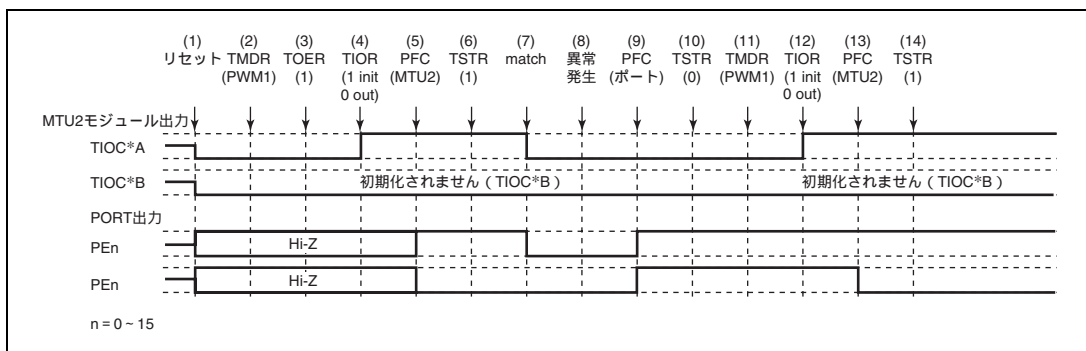 (1) (2) (3) (4) (5) (6) (7) (8) (9) (10) (11) (12) (13) (14)
リセット TMDR TOER TIOR PFC TSTR match 異常 PFC TSTR TMDR TIOR PFC TSTR
(PWM1) (1) (1 init (MTU2) (1) 発生 (ポート) (0) (PWM1) (1 init (MTU2) (1)
0 out) 0 out)
MTU2モジュール出力
TIOC*A
TIOC*B 初期化されません（TIOC*B） 初期化されません（TIOC*B）
PORT出力
PEn Hi-Z
PEn Hi-Z
n = 0 ~ 15